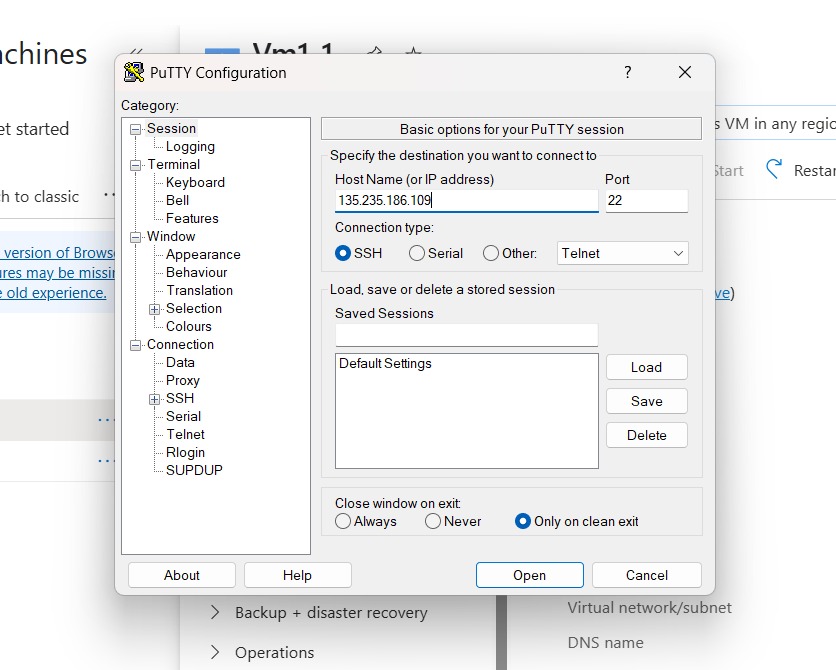 achines
Vm1-1
et started
h to classic
version of Browse
ures may be missin
e old experience.
PuTTY Configuration
?
Category:
Session
Logging
Terminal
Keyboard
Bell
Features
Window
Appearance
Behaviour
Translation
Selection
Colours
Connection
Data
Proxy
SSH
Serial
Telnet
Rlogin
SUPDUP
Basic options for your PuTTY session
Specify the destination you want to connect to
Host Name (or IP address)
Port
135.235.186.109
22
Connection type:
SSH
Serial
Other:
Telnet
Load, save or delete a stored session
Saved Sessions
Default Settings
Load
Save
Delete
Close window on exit:
Always
Never
Only on clean exit
About
Help
Open
Cancel
s VM in any regio
Start
Restar
ve)
Backup + disaster recovery
Operations
Virtual network/subnet
DNS name